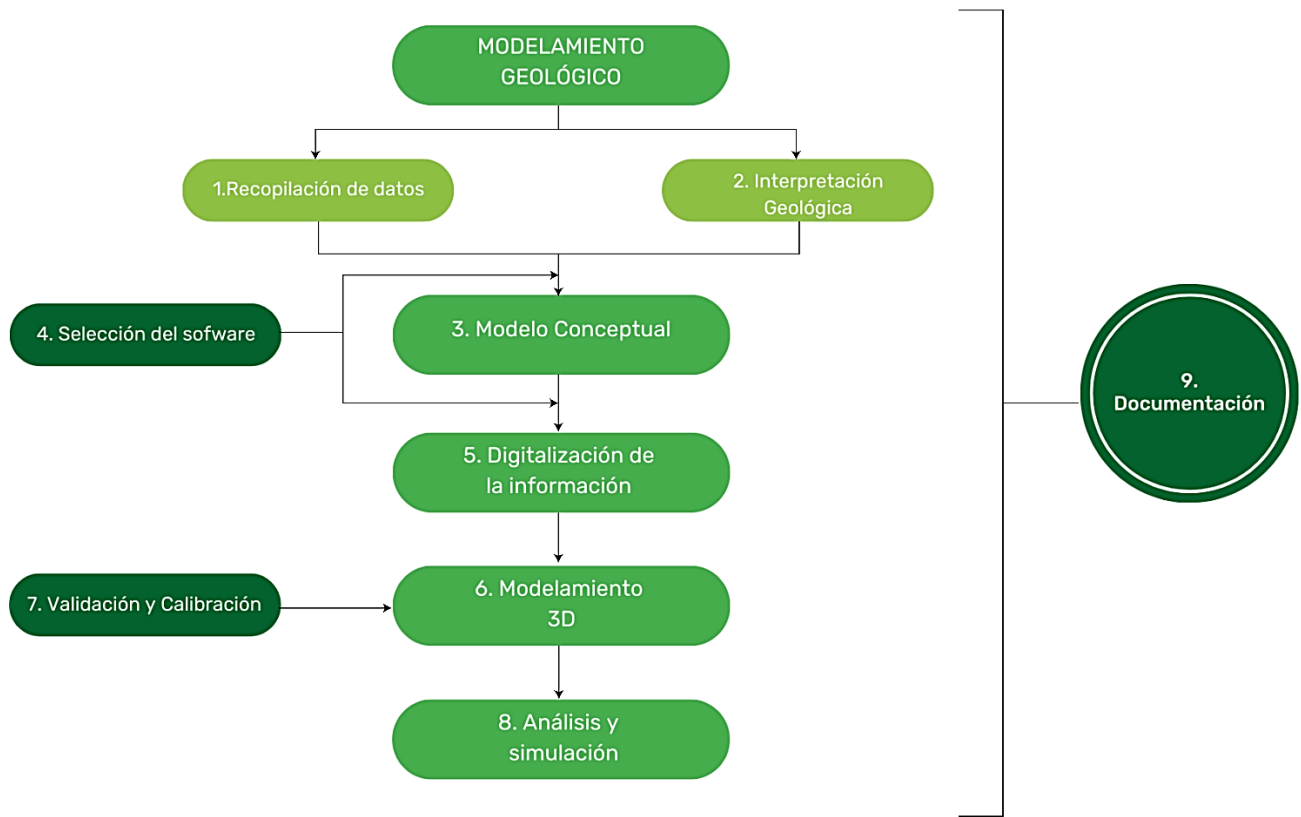 MODELAMIENTO
GEOLÓGICO
1.Recopilación de datos
2. Interpretación
Geológica
4. Selección del sofware
3. Modelo Conceptual
5. Digitalización de
la información
7. Validación y Calibración
6. Modelamiento
3D
8. Análisis y
simulación
9.
Documentación